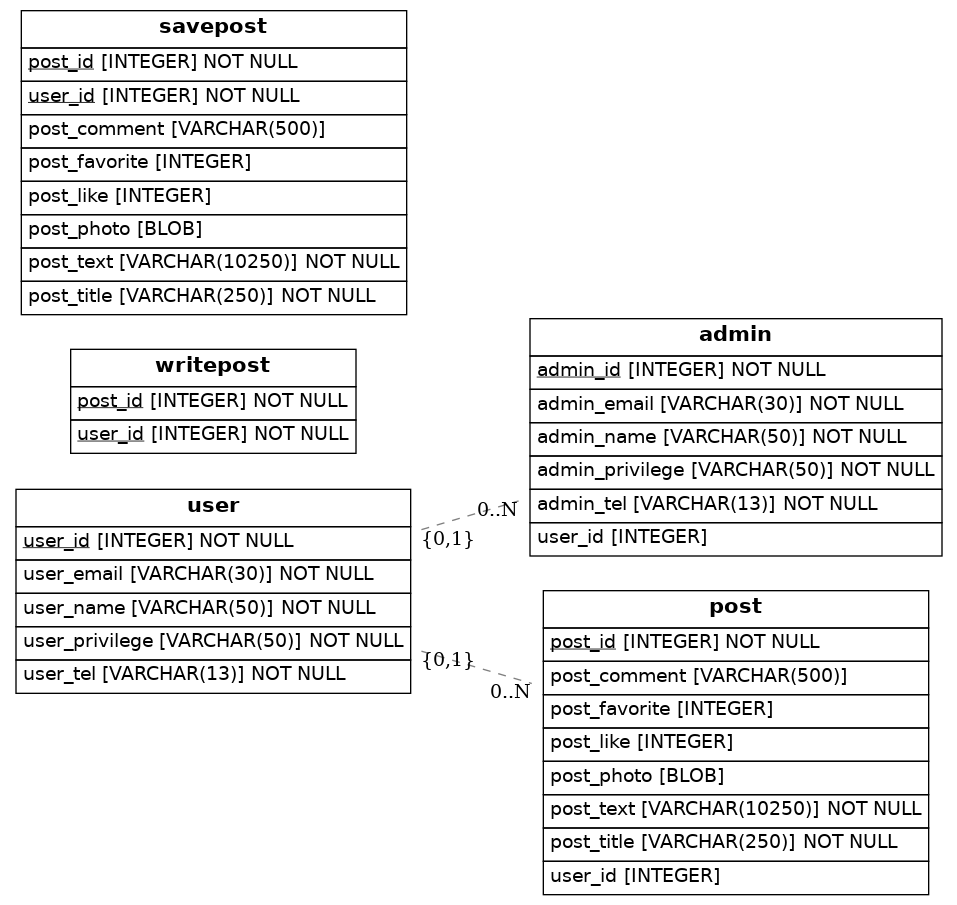 savepost
post_id [INTEGER] NOT NULL
user_id [INTEGER] NOT NULL
post_comment [VARCHAR(500)]
post_favorite [INTEGER]
post_like [INTEGER]
post_photo [BLOB]
post_text [VARCHAR(10250)] NOT NULL
post_title [VARCHAR(250)] NOT NULL
writepost
post_id [INTEGER] NOT NULL
user_id [INTEGER] NOT NULL
user
user_id [INTEGER] NOT NULL
user_email [VARCHAR(30)] NOT NULL
user_name [VARCHAR(50)] NOT NULL
user_privilege [VARCHAR(50)] NOT NULL
user_tel [VARCHAR(13)] NOT NULL
0..N
{0,1}
{0,1}
0..N
admin
admin_id [INTEGER] NOT NULL
admin_email [VARCHAR(30)] NOT NULL
admin_name [VARCHAR(50)] NOT NULL
admin_privilege [VARCHAR(50)] NOT NULL
admin_tel [VARCHAR(13)] NOT NULL
user_id [INTEGER]
post
post_id [INTEGER] NOT NULL
post_comment [VARCHAR(500)]
post_favorite [INTEGER]
post_like [INTEGER]
post_photo [BLOB]
post_text [VARCHAR(10250)] NOT NULL
post_title [VARCHAR(250)] NOT NULL
user_id [INTEGER]